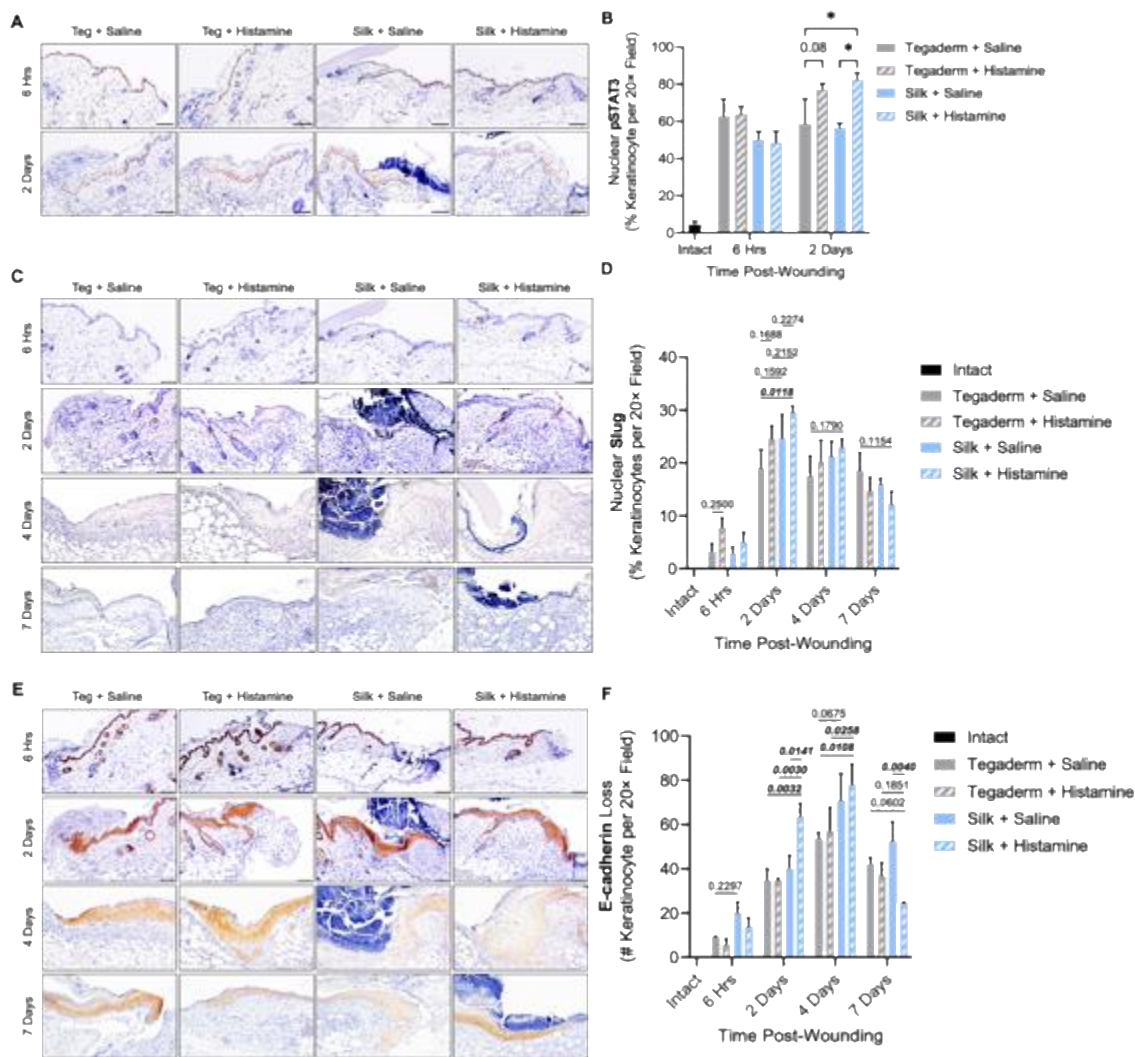 A
Teg + Saline
Teg + Histamine
Silk + Saline
Silk + Histamine
6 Hrs
2 Days
B
Nuclear pSTAT3
(% Keratinocyte per 20× Field)
100
80
60
40
20
0
*
0.08
*
Intact
6 Hrs
2 Days
Time Post-Wounding
Tegaderm + Saline
Tegaderm + Histamine
Silk + Saline
Silk + Histamine
C
Teg + Saline
Teg + Histamine
Silk + Saline
Silk + Histamine
6 Hrs
2 Days
4 Days
7 Days
D
Nuclear Slug
(% Keratinocytes per 20× Field)
40
30
20
10
0
0.2500
0.2274
0.1688
0.2152
0.1592
0.0118
0.1790
0.1154
Intact
6 Hrs
2 Days
4 Days
7 Days
Time Post-Wounding
Intact
Tegaderm + Saline
Tegaderm + Histamine
Silk + Saline
Silk + Histamine
E
Teg + Saline
Teg + Histamine
Silk + Saline
Silk + Histamine
6 Hrs
2 Days
4 Days
7 Days
F
E-cadherin Loss
(# Keratinocyte per 20× Field)
100
80
60
40
20
0
0.2297
0.0141
0.0030
0.0032
0.0675
0.0258
0.0108
0.0040
0.1851
0.0602
Intact
6 Hrs
2 Days
4 Days
7 Days
Time Post-Wounding
Intact
Tegaderm + Saline
Tegaderm + Histamine
Silk + Saline
Silk + Histamine